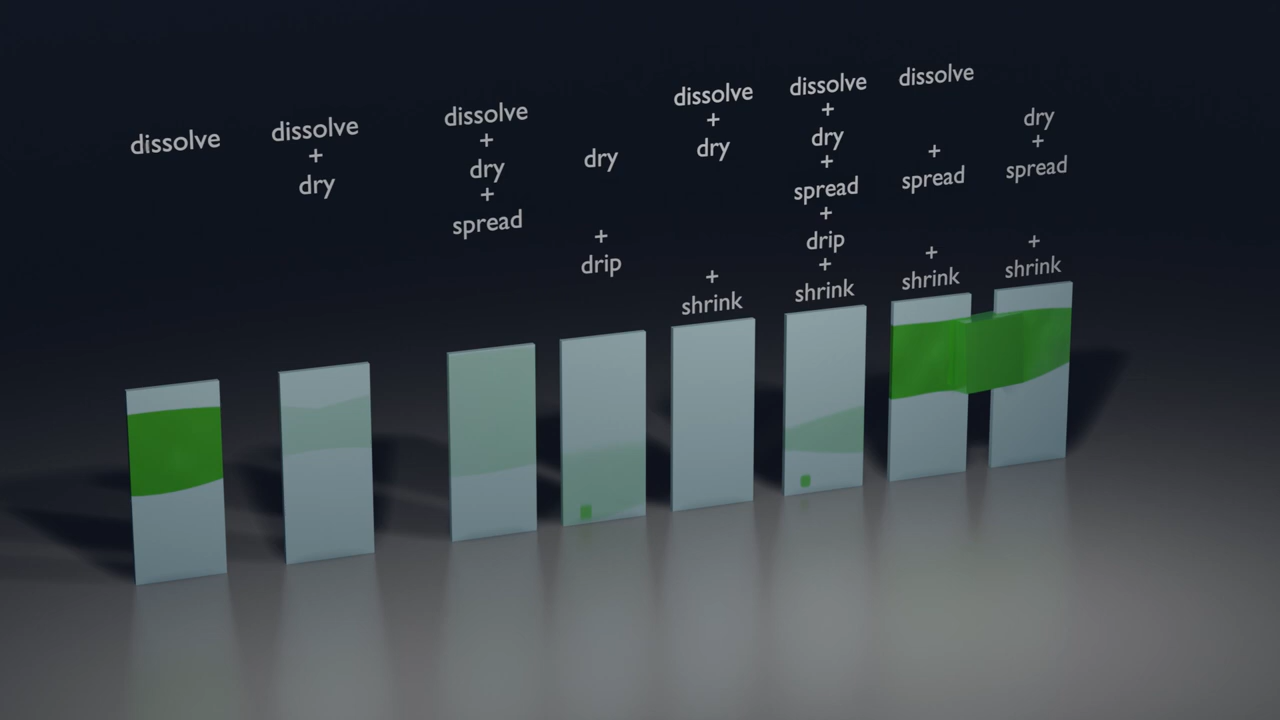 dissolve
dissolve
+
dry
dissolve
+
dry
+
spread
dry
+
drip
dissolve
+
dry
+
shrink
dissolve
+
dry
+
spread
+
drip
+
shrink
dissolve
+
spread
+
shrink
dry
+
spread
+
shrink